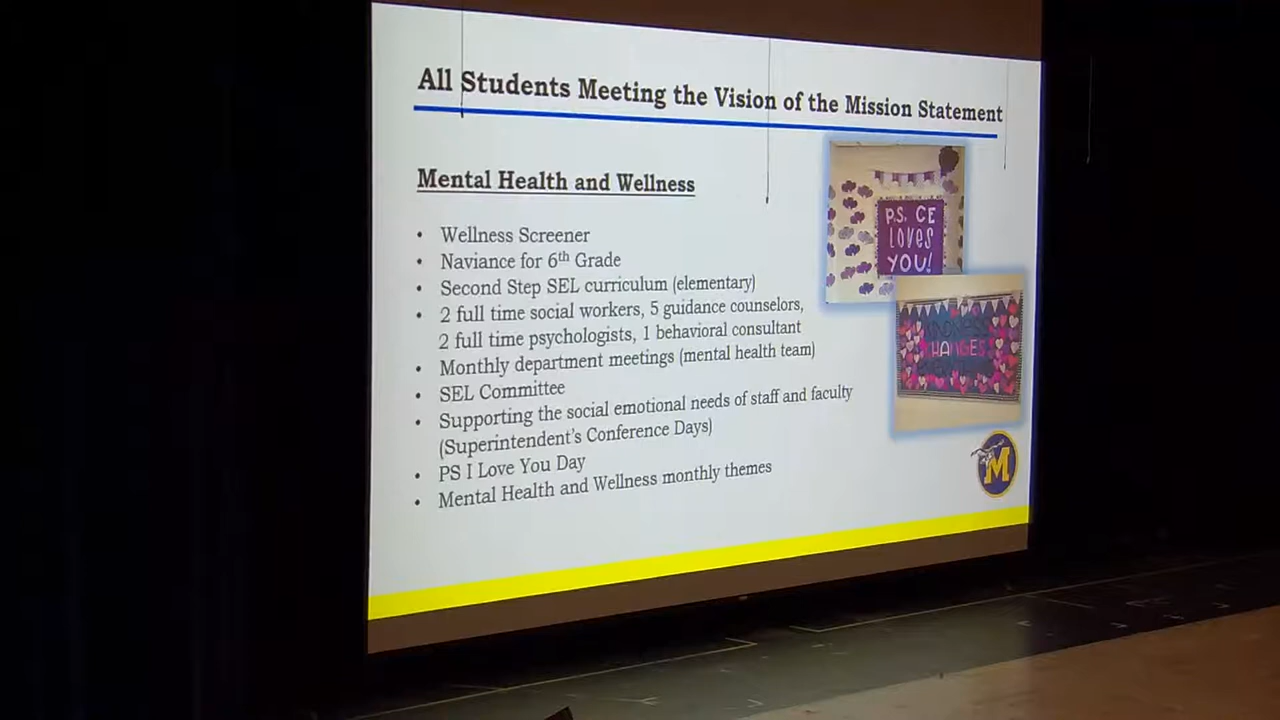 All Students Meeting the Vision of the Mission Statement
Mental Health and Wellness
• Wellness Screener
• Naviance for 6th Grade
• Second Step SEL curriculum (elementary)
• 2 full time social workers, 5 guidance counselors,
2 full time psychologists, 1 behavioral consultant
• Monthly department meetings (mental health team)
• SEL Committee
• Supporting the social emotional needs of staff and faculty
(Superintendent's Conference Days)
• PS I Love You Day
• Mental Health and Wellness monthly themes
P.S. CE
LOVES
YOU!
KINDNESS
CHANGES
M